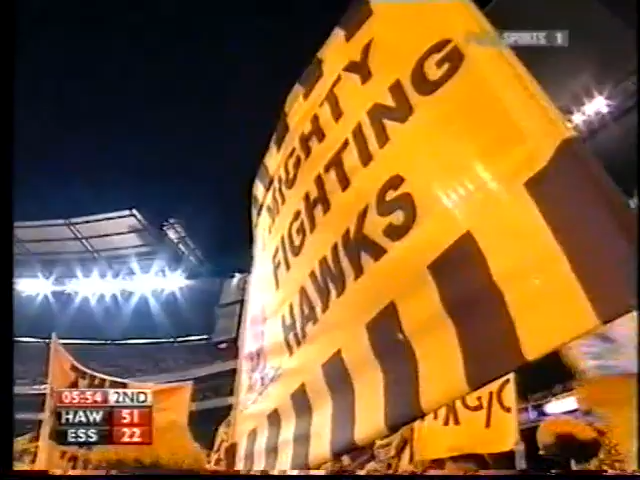 SPORTS 1
MIGHTY
FIGHTING
HAWKS
05:54 2ND
HAW 51
ESS 22